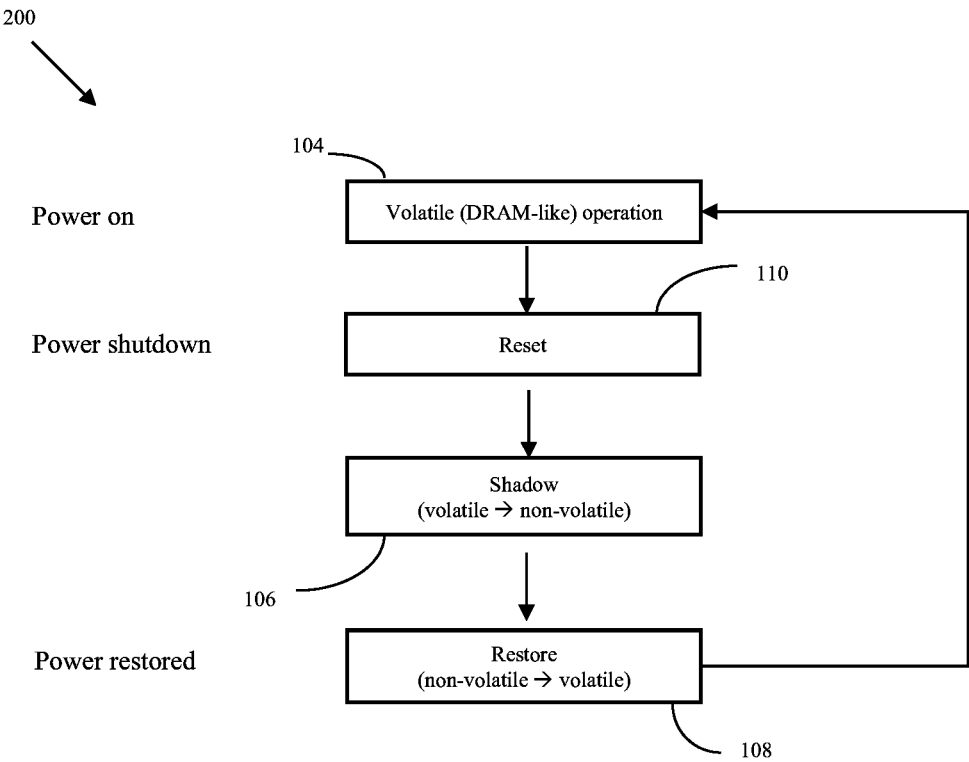 200
104
Power on
Volatile (DRAM-like) operation
110
Power shutdown
Reset
Shadow
(volatile → non-volatile)
106
Power restored
Restore
(non-volatile → volatile)
108